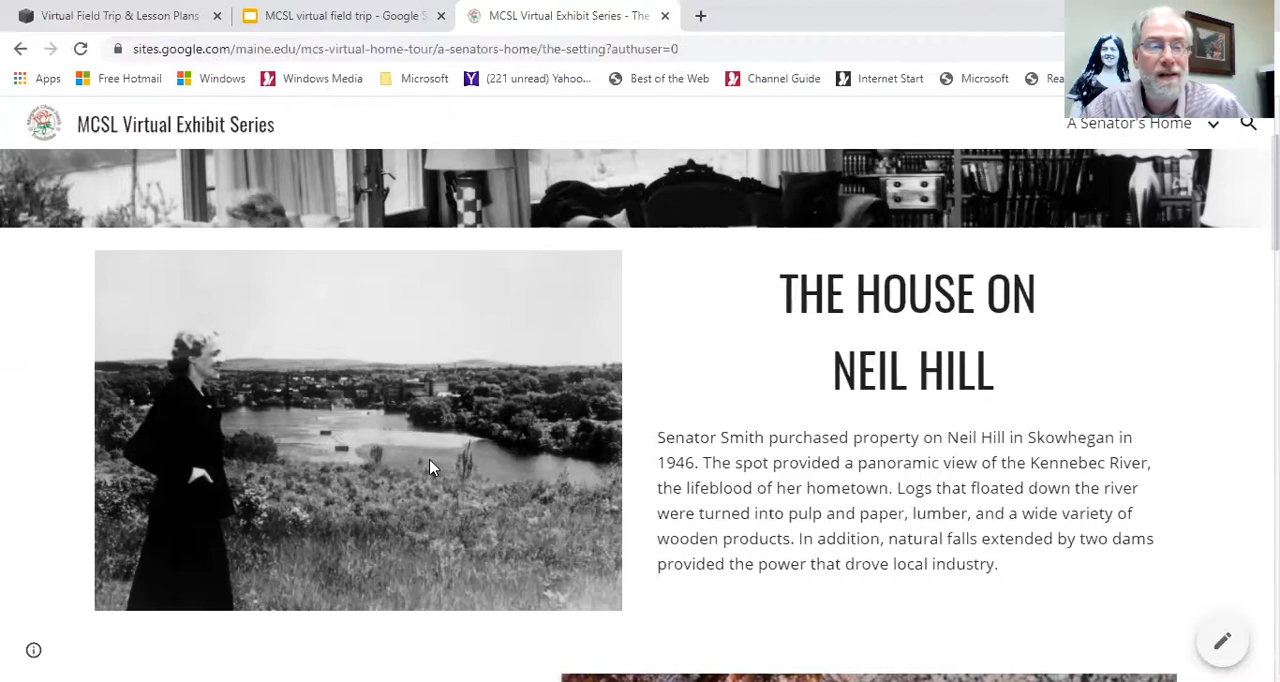 Virtual Field Trip & Lesson Plans
MCSL virtual field trip - Google S
MCSL Virtual Exhibit Series - The
sites.google.com/maine.edu/mcs-virtual-home-tour/a-senators-home/the-setting?authuser=0
Apps Free Hotmail Windows Windows Media Microsoft (221 unread) Yahoo... Best of the Web Channel Guide Internet Start Microsoft Rea
MCSL Virtual Exhibit Series
A Senator's Home
THE HOUSE ON
NEIL HILL
Senator Smith purchased property on Neil Hill in Skowhegan in
1946. The spot provided a panoramic view of the Kennebec River,
the lifeblood of her hometown. Logs that floated down the river
were turned into pulp and paper, lumber, and a wide variety of
wooden products. In addition, natural falls extended by two dams
provided the power that drove local industry.